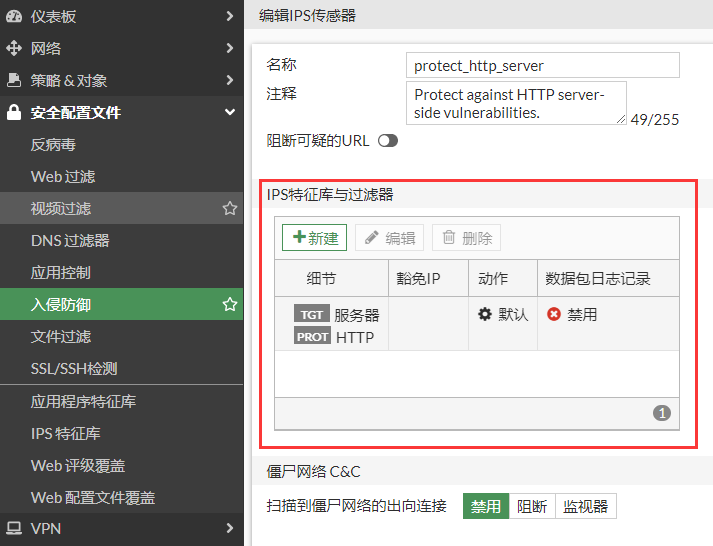 仪表板
网络
策略 & 对象
安全配置文件
反病毒
Web 过滤
视频过滤
DNS 过滤器
应用控制
入侵防御
文件过滤
SSL/SSH检测
应用程序特征库
IPS 特征库
Web 评级覆盖
Web 配置文件覆盖
VPN
编辑IPS传感器
名称 protect_http_server
注释 Protect against HTTP server-
side vulnerabilities. 49/255
阻断可疑的URL
IPS特征库与过滤器
新建 编辑 删除
细节 豁免IP 动作 数据包日志记录
TGT 服务器 默认 禁用
PROT HTTP
1
僵尸网络 C&C
扫描到僵尸网络的出向连接 禁用 阻断 监视器